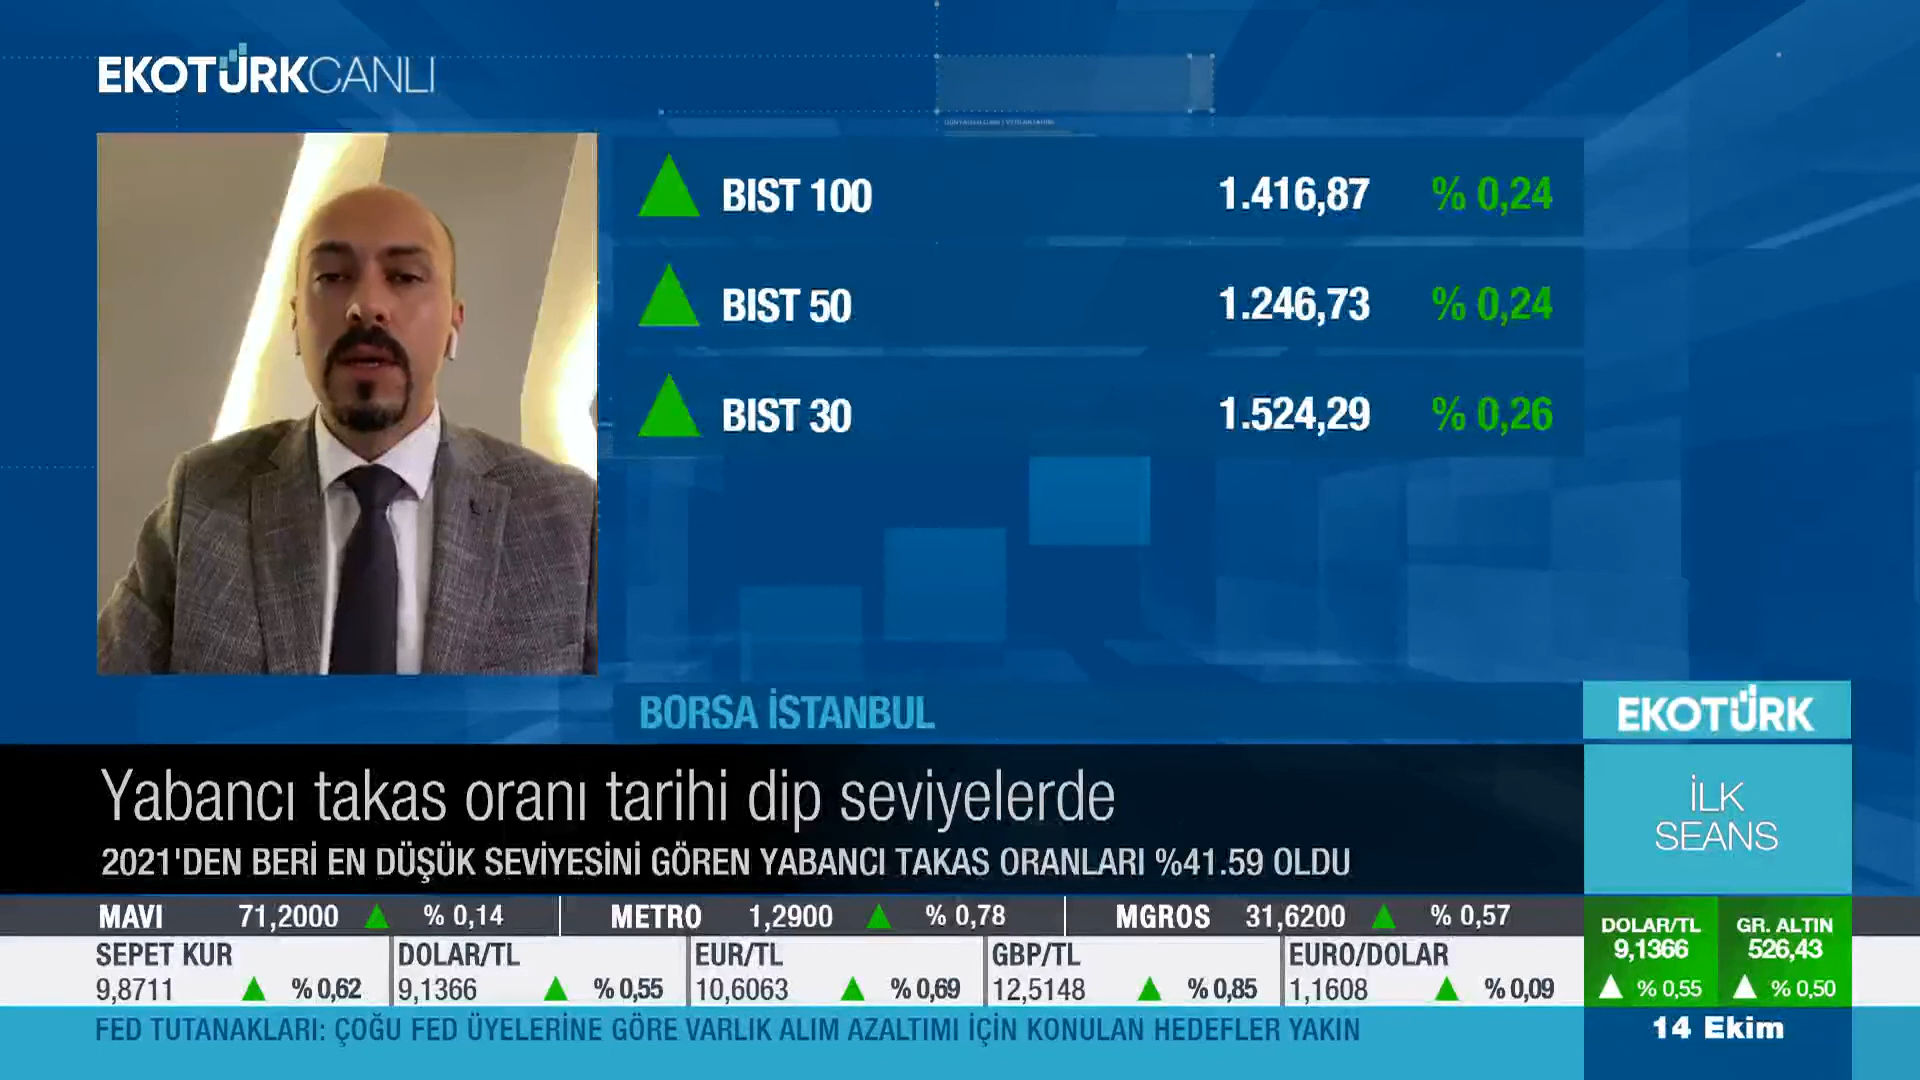 EKOTÜRKCANLI
BIST 100 1.416,87 % 0,24
BIST 50 1.246,73 % 0,24
BIST 30 1.524,29 % 0,26
BORSA İSTANBUL
EKOTÜRK
Yabancı takas oranı tarihi dip seviyelerde
2021'DEN BERİ EN DÜŞÜK SEVİYESİNİ GÖREN YABANCI TAKAS ORANLARI %41.59 OLDU
İLK
SEANS
MAVI 71,2000 % 0,14 METRO 1,2900 % 0,78 MGROS 31,6200 % 0,57
SEPET KUR DOLAR/TL EUR/TL GBP/TL EURO/DOLAR
9,8711 % 0,62 9,1366 % 0,55 10,6063 % 0,69 12,5148 % 0,85 1,1608 % 0,09
DOLAR/TL GR. ALTIN
9,1366 526,43
% 0,55 % 0,50
FED TUTANAKLARI: ÇOĞU FED ÜYELERİNE GÖRE VARLIK ALIM AZALTIMI İÇİN KONULAN HEDEFLER YAKIN
14 Ekim